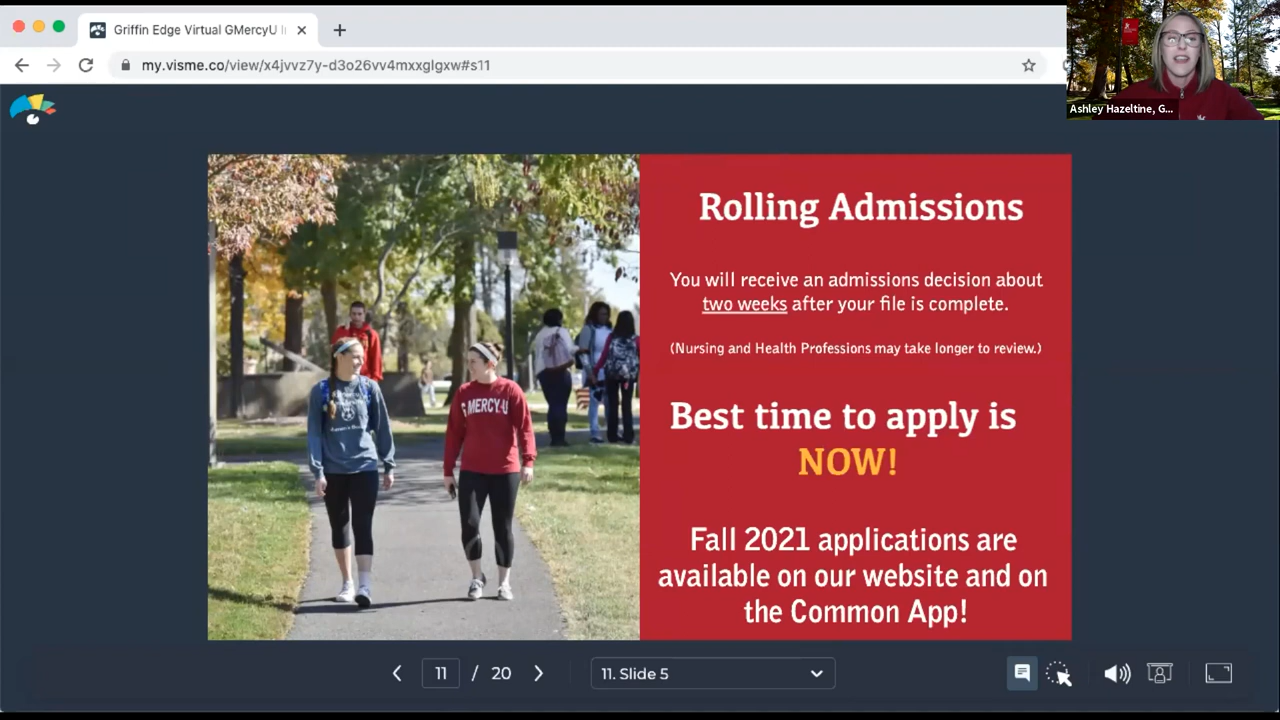 Griffin Edge Virtual GMercyU
my.visme.co/view/x4jvvz7y-d3o26vv4mxxglgxw#s11
Ashley Hazeltine, G...
Rolling Admissions
You will receive an admissions decision about
two weeks after your file is complete.
(Nursing and Health Professions may take longer to review.)
GMERCYU
Best time to apply is
NOW!
Fall 2021 applications are
available on our website and on
the Common App!
11 / 20
11. Slide 5